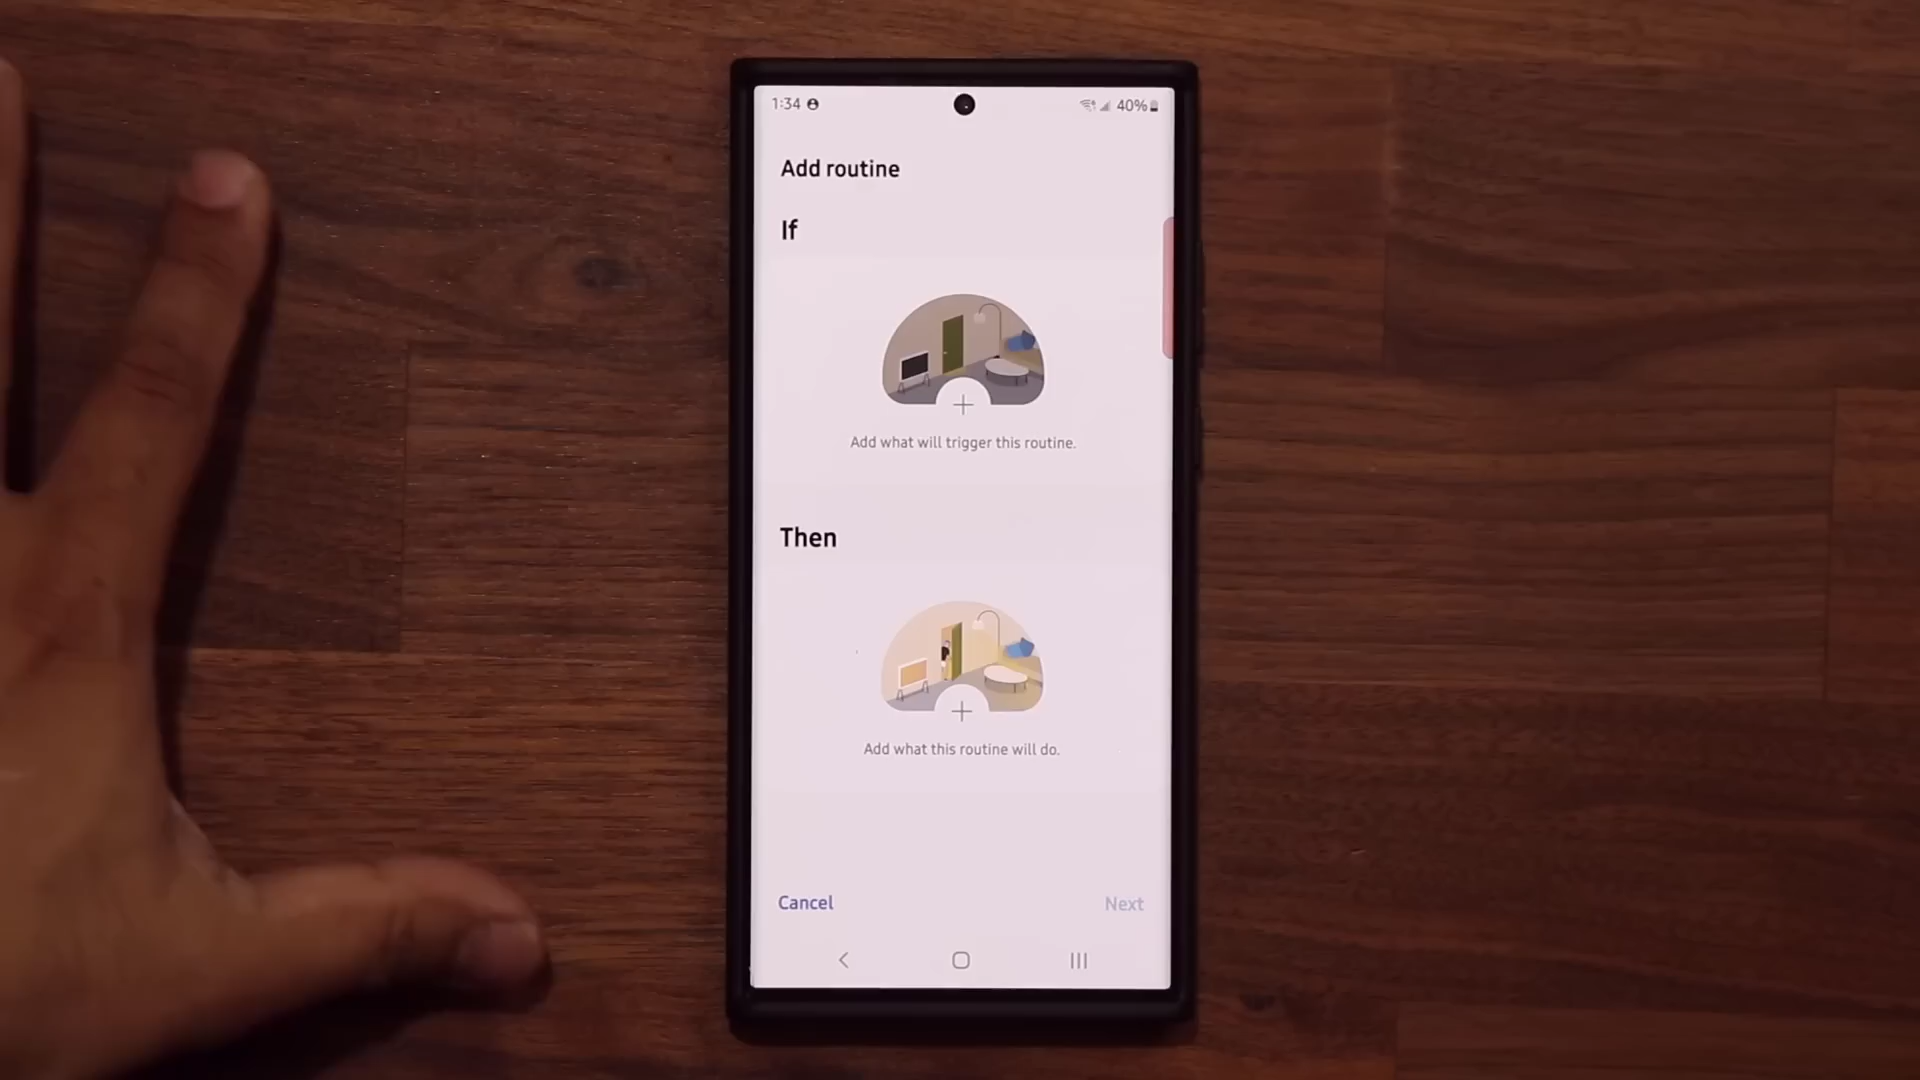 1:34
40%
Add routine
If
Add what will trigger this routine.
Then
Add what this routine will do.
Cancel
Next